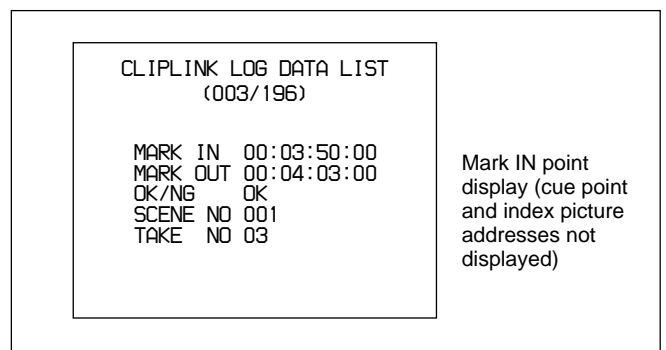 CLIPLINK LOG DATA LIST
(003/196)
MARK IN 00:03:50:00
MARK OUT 00:04:03:00
OK/NG OK
SCENE NO 001
TAKE NO 03
Mark IN point
display (cue point
and index picture
addresses not
displayed)